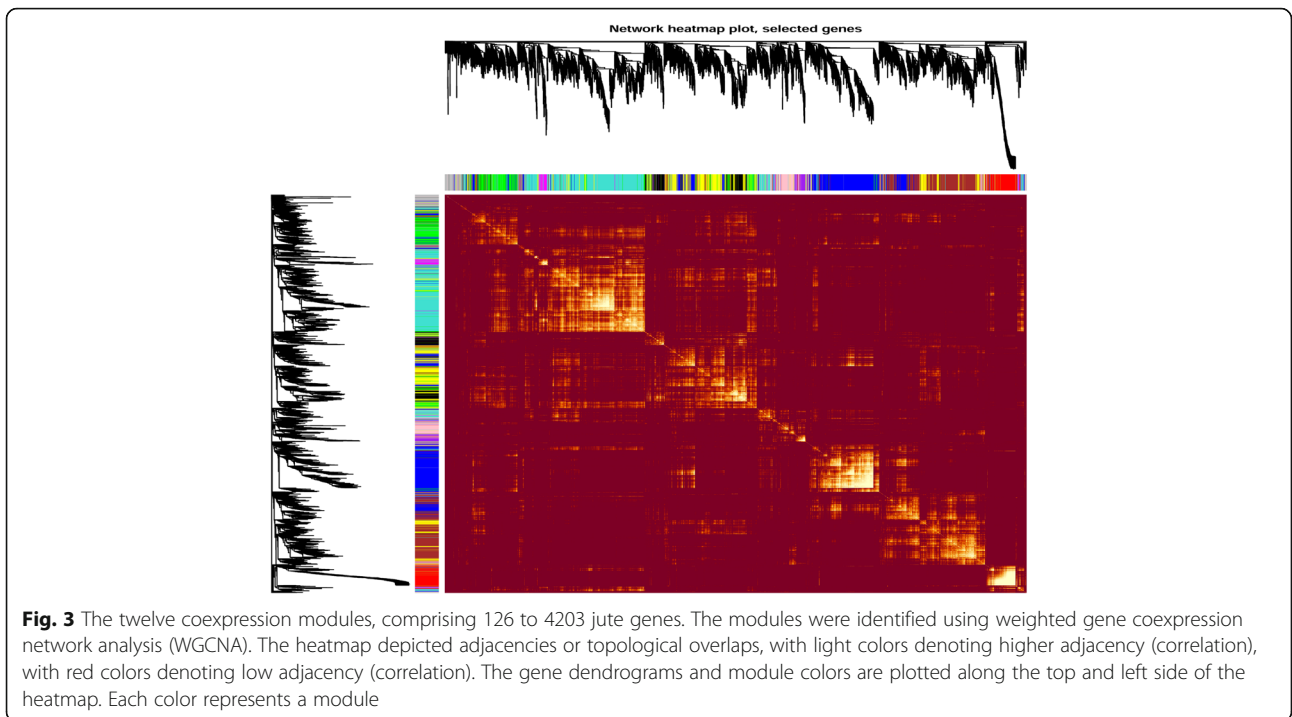 Network heatmap plot, selected genes
Fig. 3 The twelve coexpression modules, comprising 126 to 4203 jute genes. The modules were identified using weighted gene coexpression
network analysis (WGCNA). The heatmap depicted adjacencies or topological overlaps, with light colors denoting higher adjacency (correlation),
with red colors denoting low adjacency (correlation). The gene dendrograms and module colors are plotted along the top and left side of the
heatmap. Each color represents a module